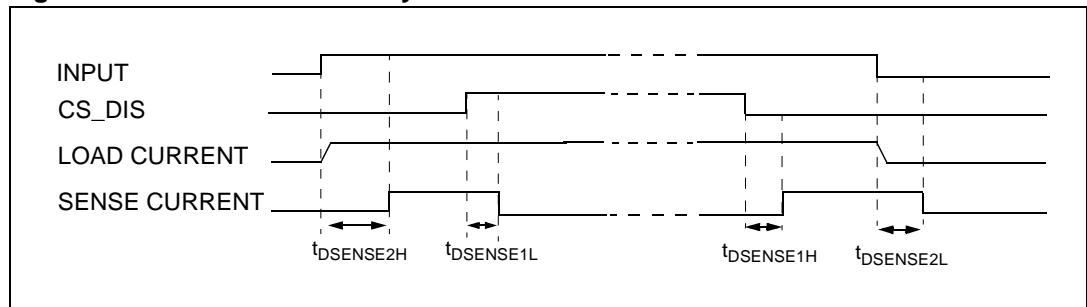 INPUT
CS_DIS
LOAD CURRENT
SENSE CURRENT
tDSENSE2H tDSENSE1L tDSENSE1H tDSENSE2L